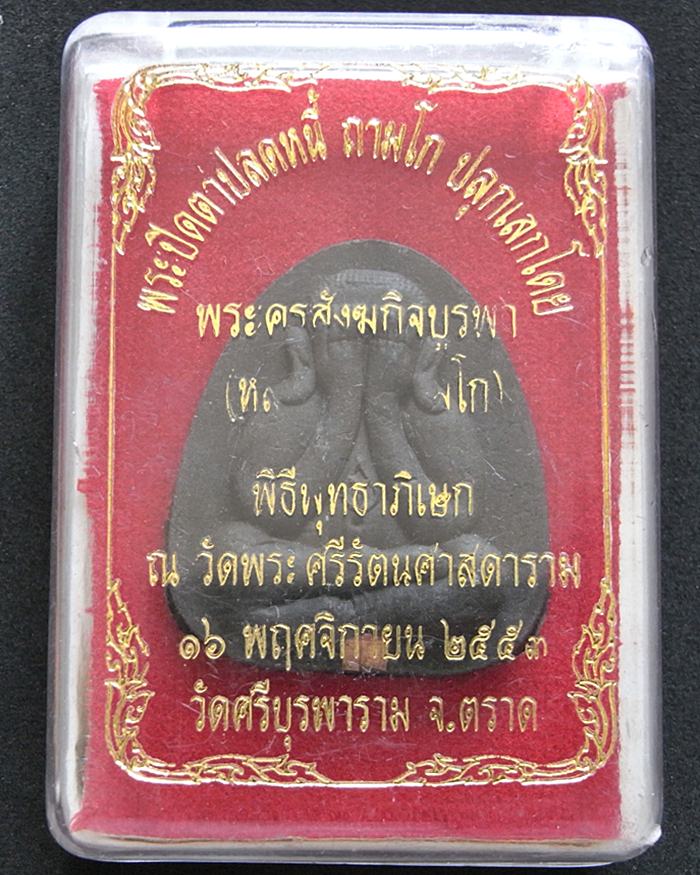 พระปิดตาปลดหนี้ ถามโก ปลุกเสกโดย
พระครูสังฆกิจบูรพา
พิธีพุทธาภิเษก
ณ วัดพระศรีรัตนศาสดาราม
๑๖ พฤศจิกายน ๒๕๕๓
วัดศรีบุรพาราม จ.ตราด